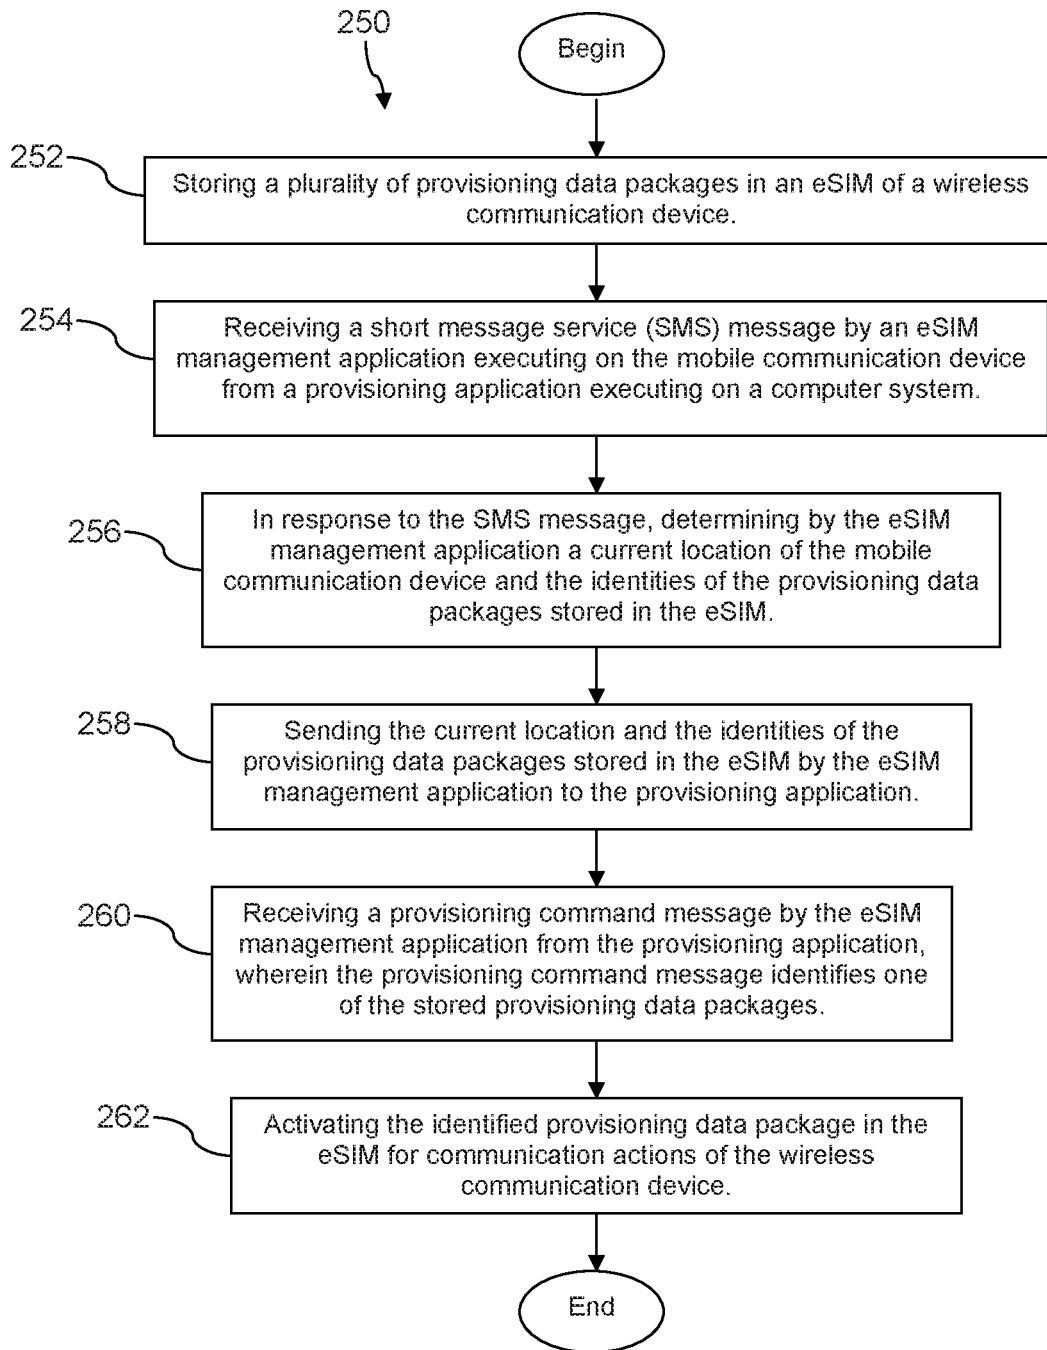 250
Begin
252
Storing a plurality of provisioning data packages in an eSIM of a wireless
communication device.
254
Receiving a short message service (SMS) message by an eSIM
management application executing on the mobile communication device
from a provisioning application executing on a computer system.
256
In response to the SMS message, determining by the eSIM
management application a current location of the mobile
communication device and the identities of the provisioning data
packages stored in the eSIM.
258
Sending the current location and the identities of the
provisioning data packages stored in the eSIM by the eSIM
management application to the provisioning application.
260
Receiving a provisioning command message by the eSIM
management application from the provisioning application,
wherein the provisioning command message identifies one
of the stored provisioning data packages.
262
Activating the identified provisioning data package in the
eSIM for communication actions of the wireless
communication device.
End